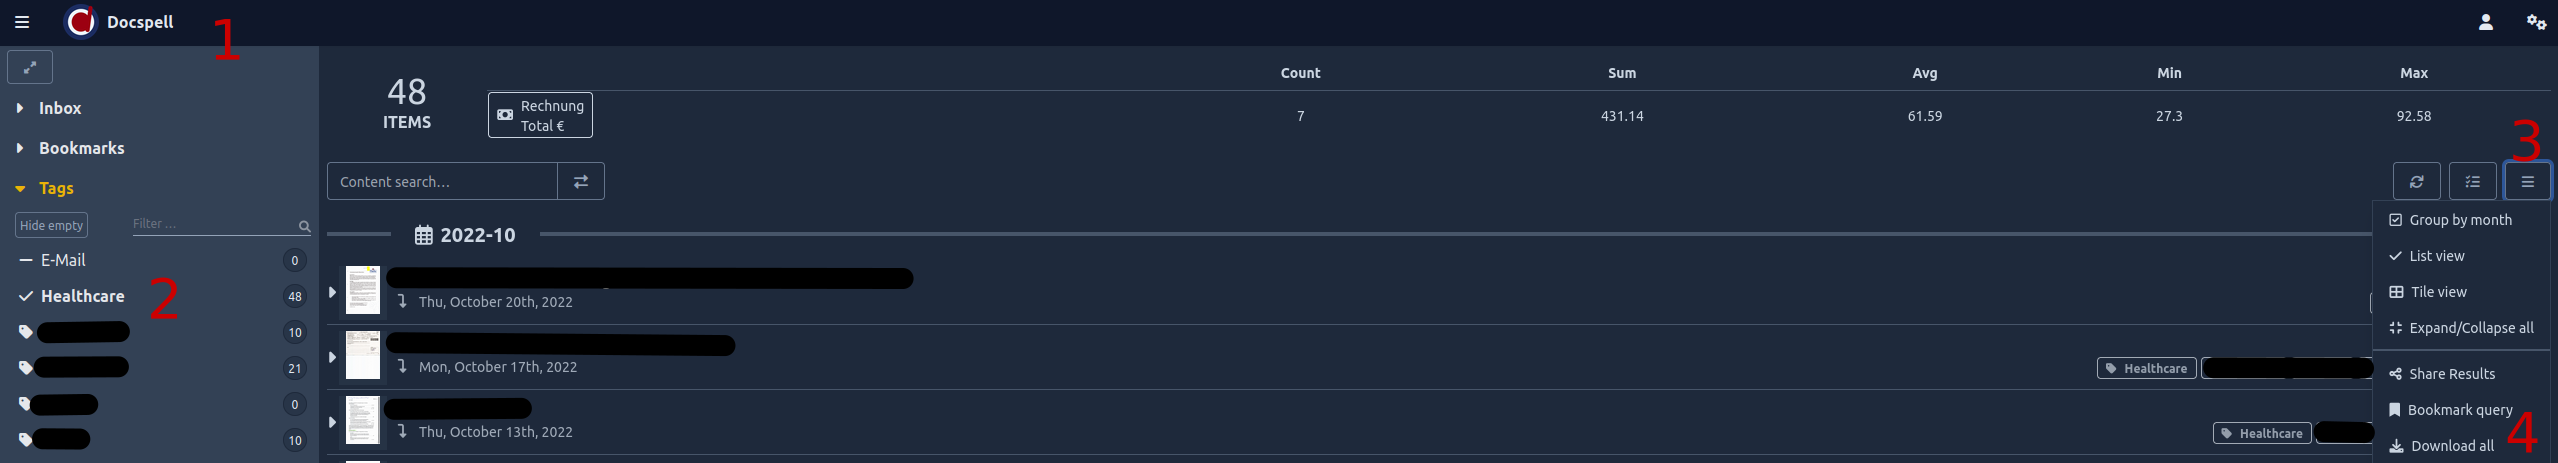 Docspell
1
Inbox
Bookmarks
Tags
Hide empty
Filter …
E-Mail 0
Healthcare 48
2
10
21
0
10
48
ITEMS
Count Sum Avg Min Max
Rechnung
Total €
7 431.14 61.59 27.3 92.58
3
Content search…
2022-10
Thu, October 20th, 2022
Mon, October 17th, 2022
Healthcare
Thu, October 13th, 2022
Healthcare
Group by month
List view
Tile view
Expand/Collapse all
Share Results
Bookmark query
Download all
4